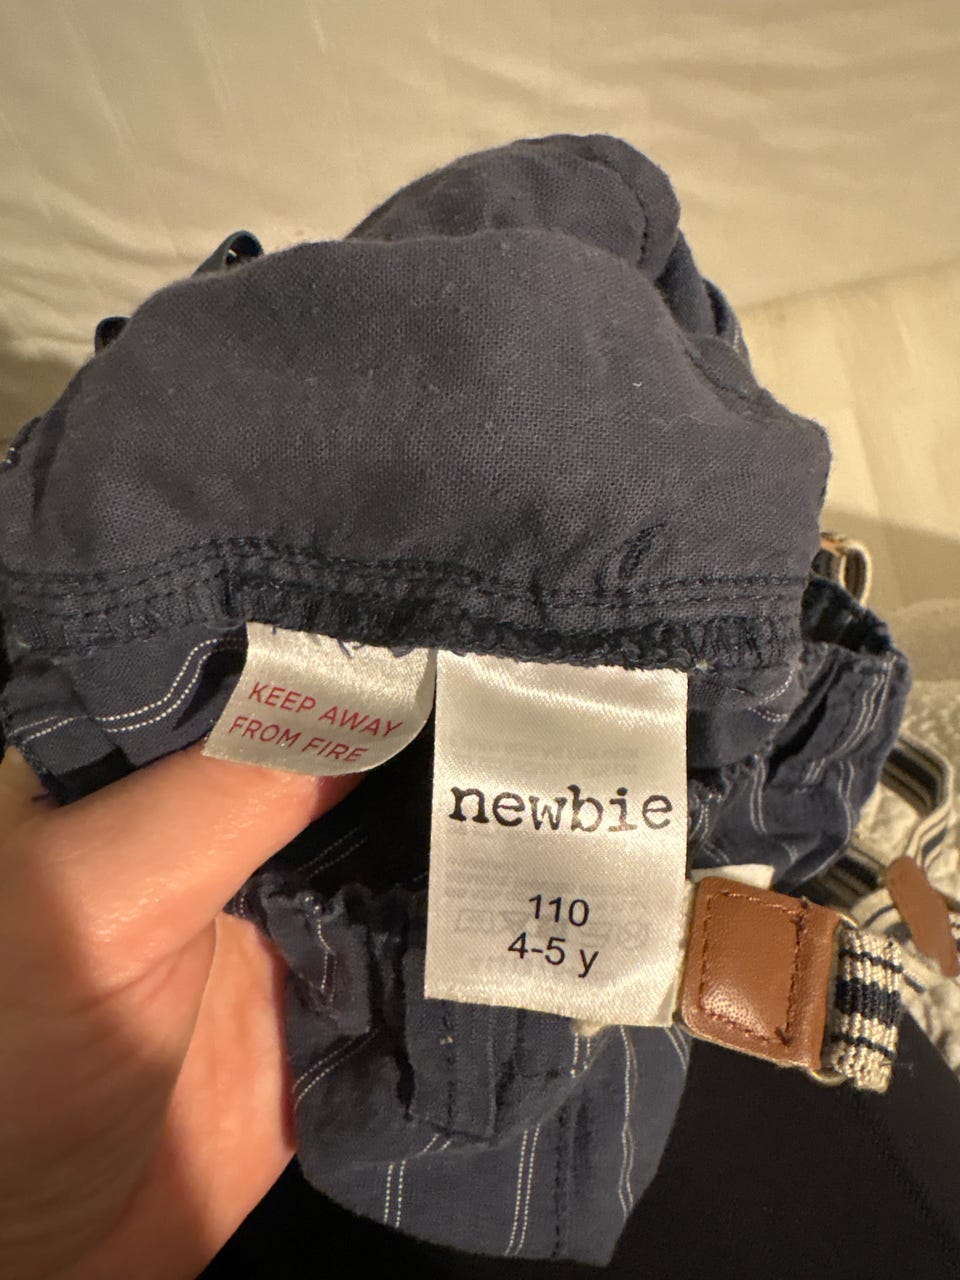 KEEP AWAY
FROM FIRE
newbie
110
4-5 y